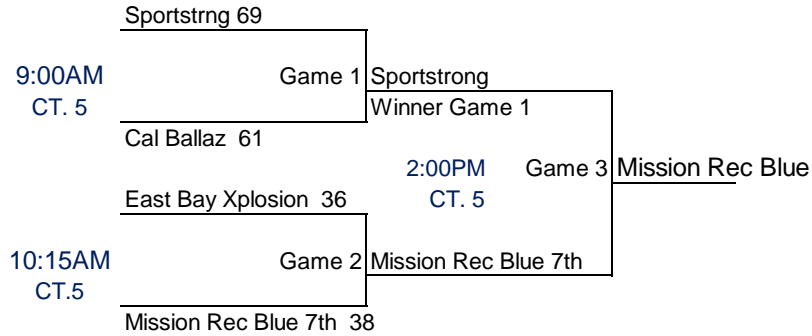 Sportstrng 69
9:00AM
CT. 5
Game 1
Sportstrong
Winner Game 1
Cal Ballaz 61
2:00PM
CT. 5
Game 3
Mission Rec Blue
East Bay Xplosion 36
10:15AM
CT.5
Game 2
Mission Rec Blue 7th
Mission Rec Blue 7th 38